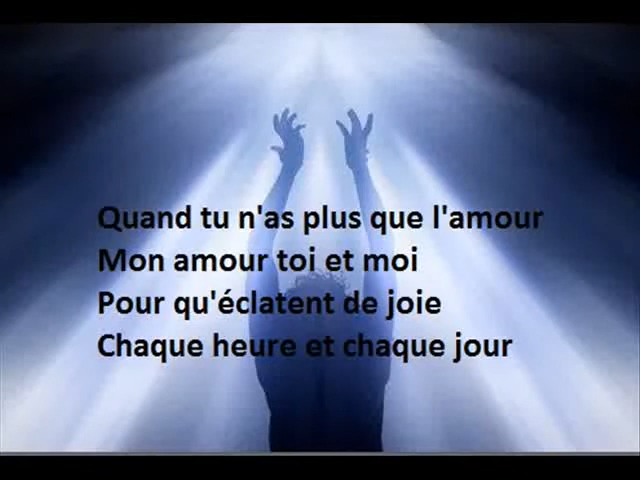 Quand tu n'as plus que l'amour
Mon amour toi et moi
Pour qu'éclatent de joie
Chaque heure et chaque jour